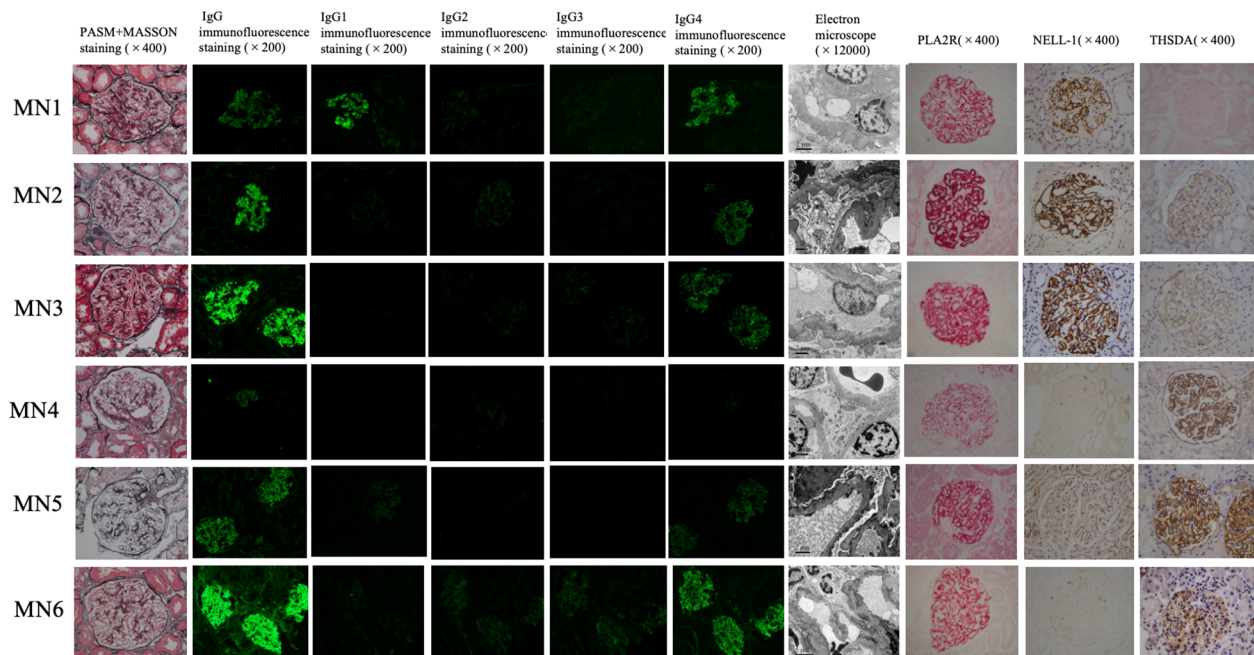 PASM+MASSON
staining (×400)
IgG
immunofluorescence
staining (×200)
IgG1
immunofluorescence
staining (×200)
IgG2
immunofluorescence
staining (×200)
IgG3
immunofluorescence
staining (×200)
IgG4
immunofluorescence
staining (×200)
Electron
microscope
(×12000)
PLA2R(×400)
NELL-1(×400)
THSDA(×400)
MN1
MN2
MN3
MN4
MN5
MN6